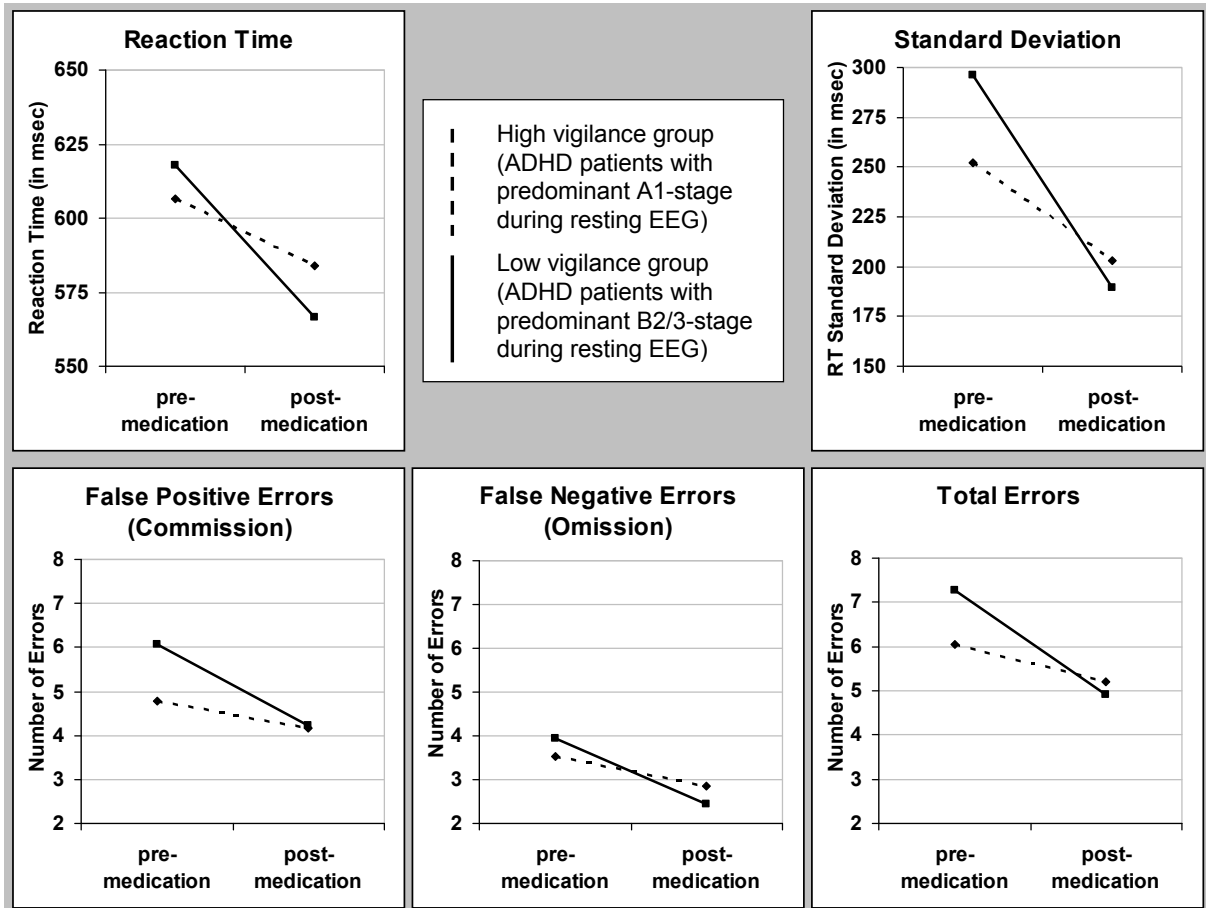 Reaction Time
Reaction Time (in msec)
650
625
600
575
550
pre-
medication
post-
medication
High vigilance group
(ADHD patients with
predominant A1-stage
during resting EEG)
Low vigilance group
(ADHD patients with
predominant B2/3-stage
during resting EEG)
Standard Deviation
RT Standard Deviation (in msec)
300
275
250
225
200
175
150
pre-
medication
post-
medication
False Positive Errors
(Commission)
Number of Errors
8
7
6
5
4
3
2
pre-
medication
post-
medication
False Negative Errors
(Omission)
Number of Errors
8
7
6
5
4
3
2
pre-
medication
post-
medication
Total Errors
Number of Errors
8
7
6
5
4
3
2
pre-
medication
post-
medication